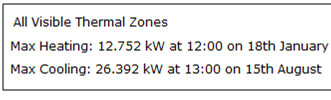 All Visible Thermal Zones
Max Heating: 12.752 kW at 12:00 on 18th January
Max Cooling: 26.392 kW at 13:00 on 15th August